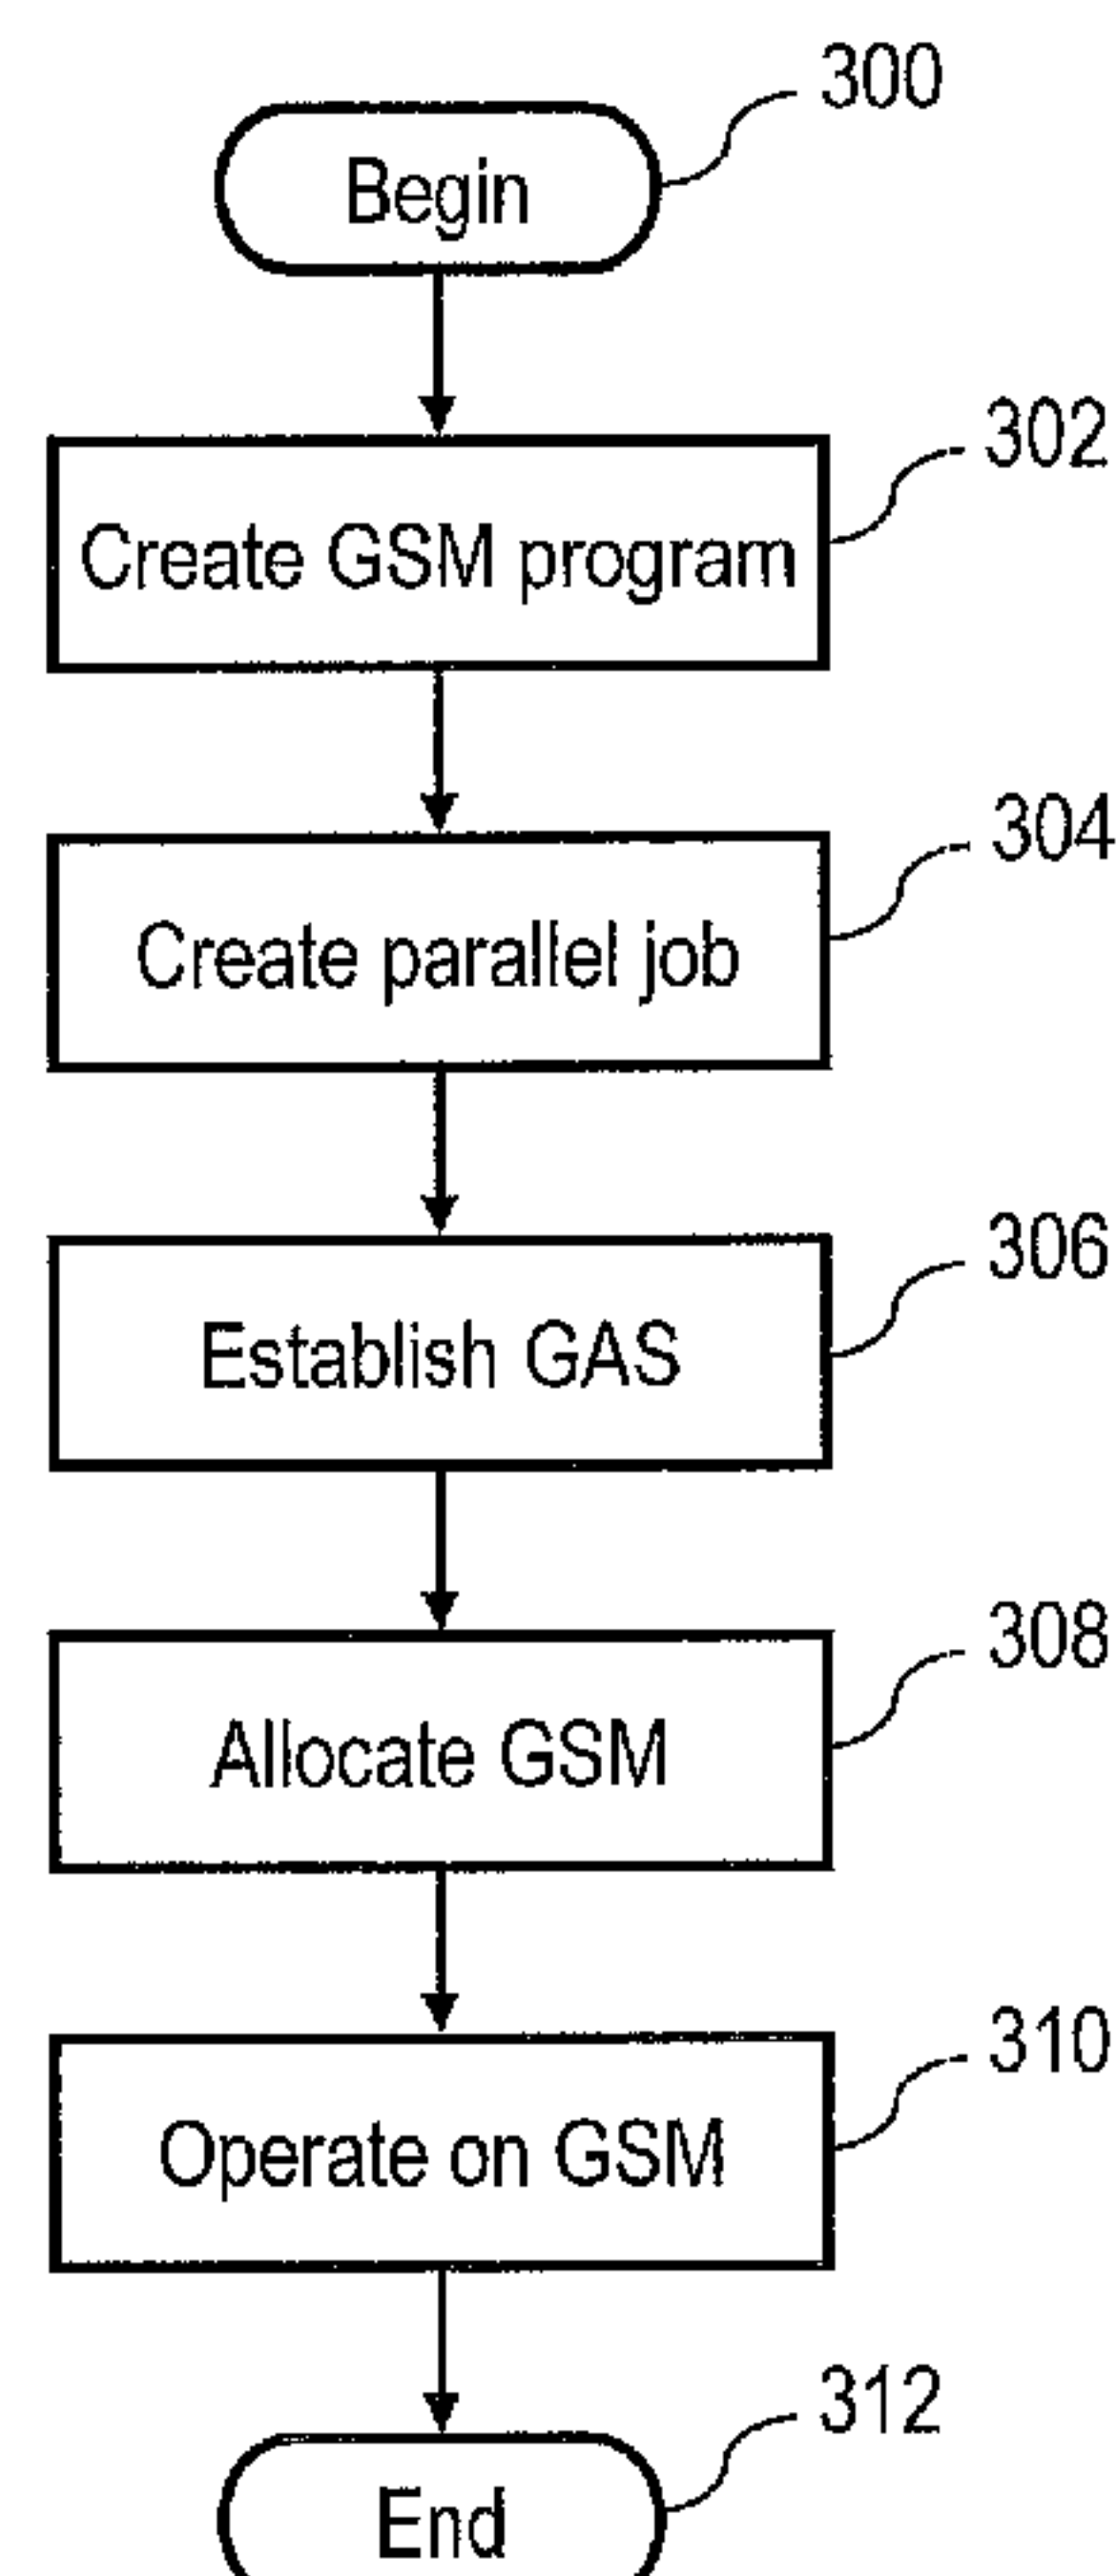 300
Begin
302
Create GSM program
304
Create parallel job
306
Establish GAS
308
Allocate GSM
310
Operate on GSM
312
End